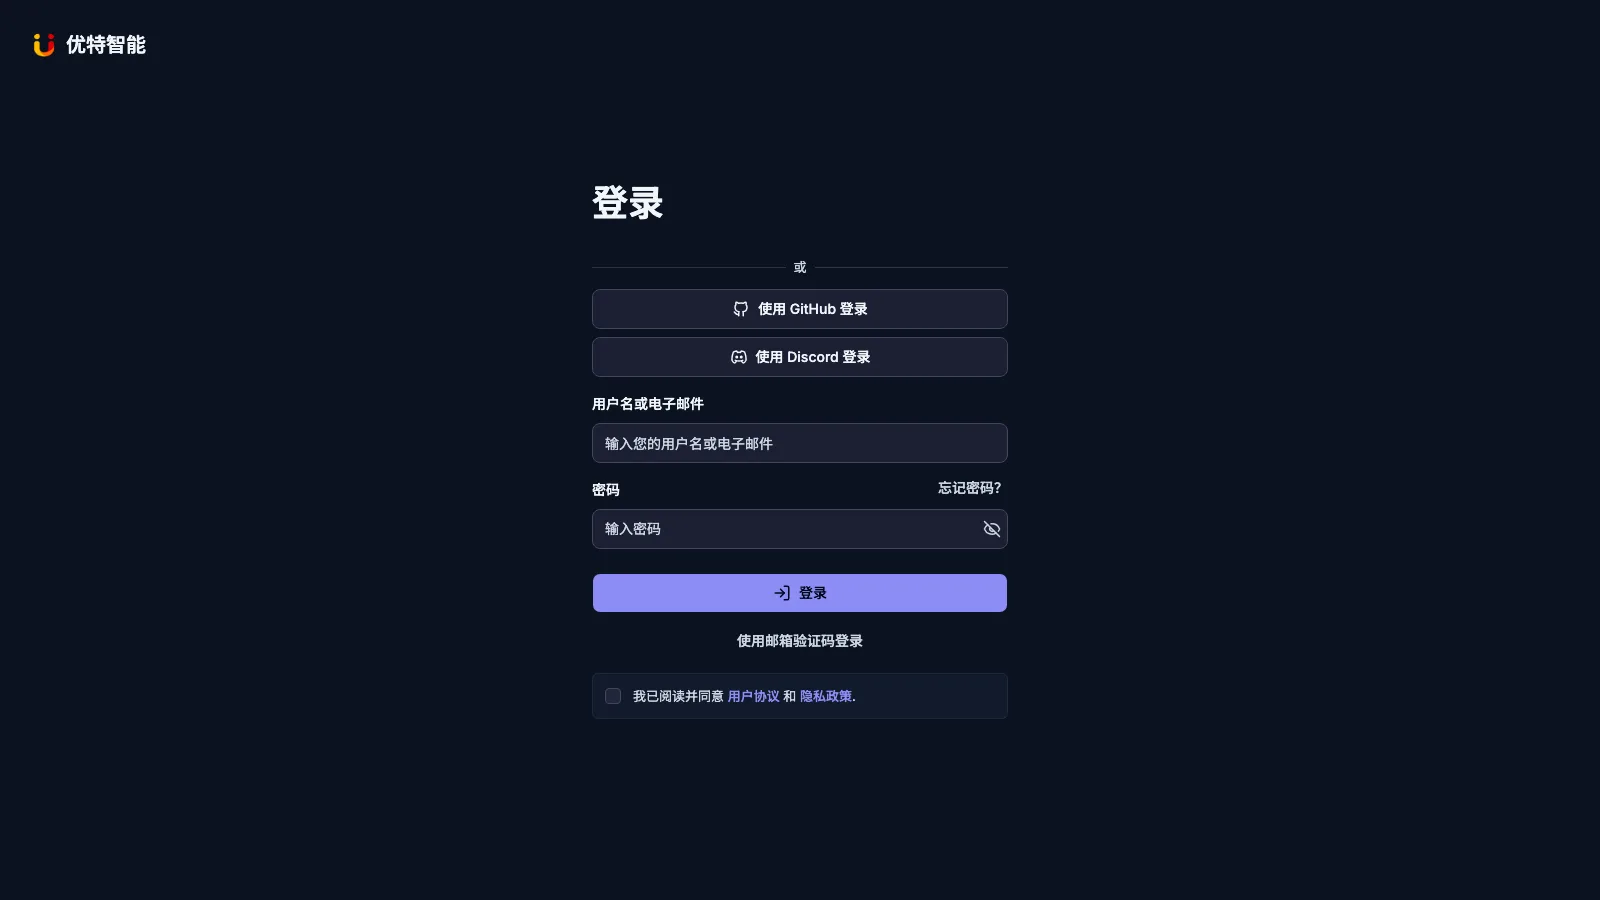 优特智能
登录
或
使用 GitHub 登录
使用 Discord 登录
用户名或电子邮件
输入您的用户名或电子邮件
密码
忘记密码？
输入密码
登录
使用邮箱验证码登录
我已阅读并同意 用户协议 和 隐私政策.